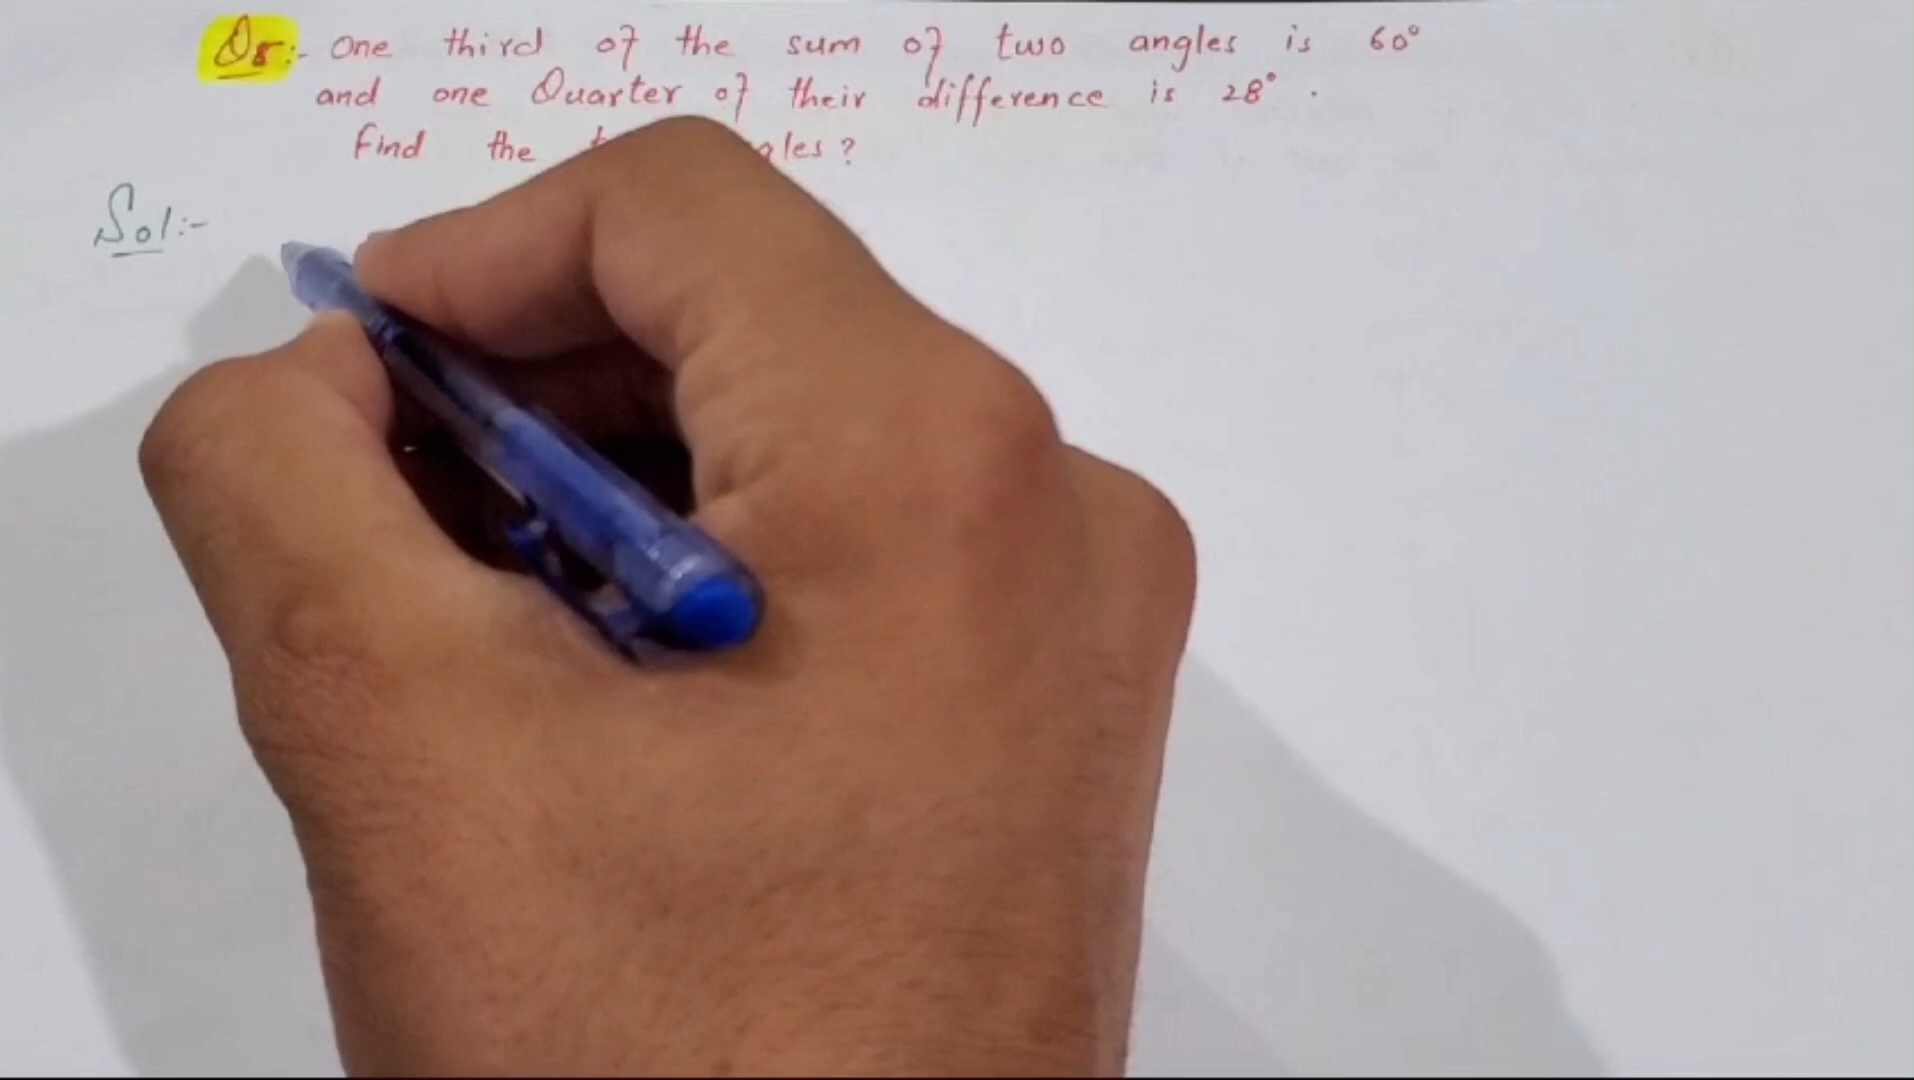 Q8:- One third of the sum of two angles is 60°
and one Quarter of their difference is 28°.
Find the
Sol:-